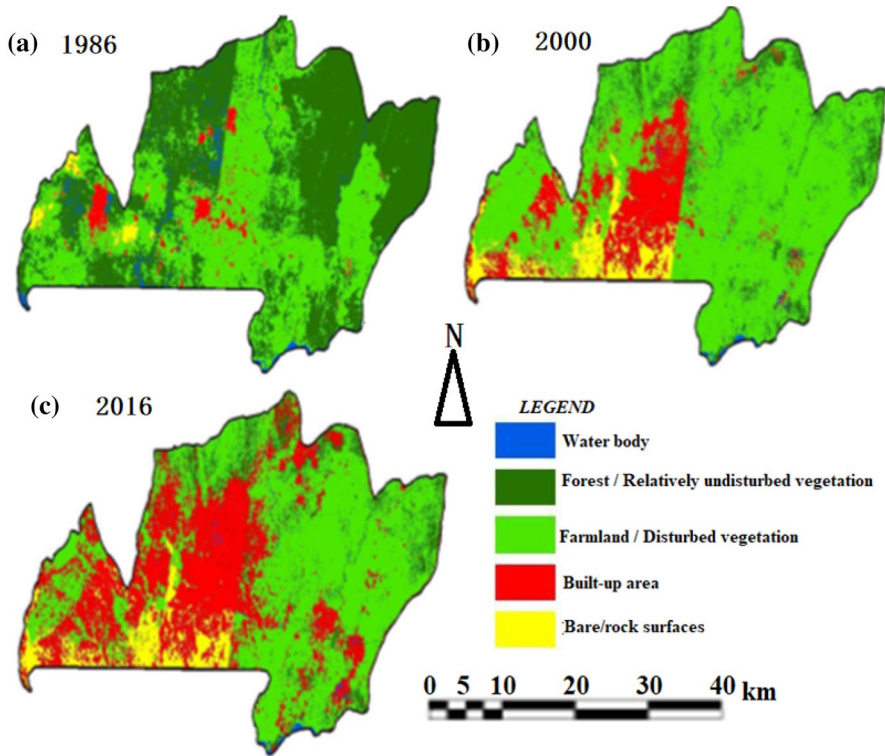 (a) 1986
(b) 2000
N
(c) 2016
LEGEND
Water body
Forest / Relatively undisturbed vegetation
Farmland / Disturbed vegetation
Built-up area
Bare/rock surfaces
0 5 10 20 30 40 km